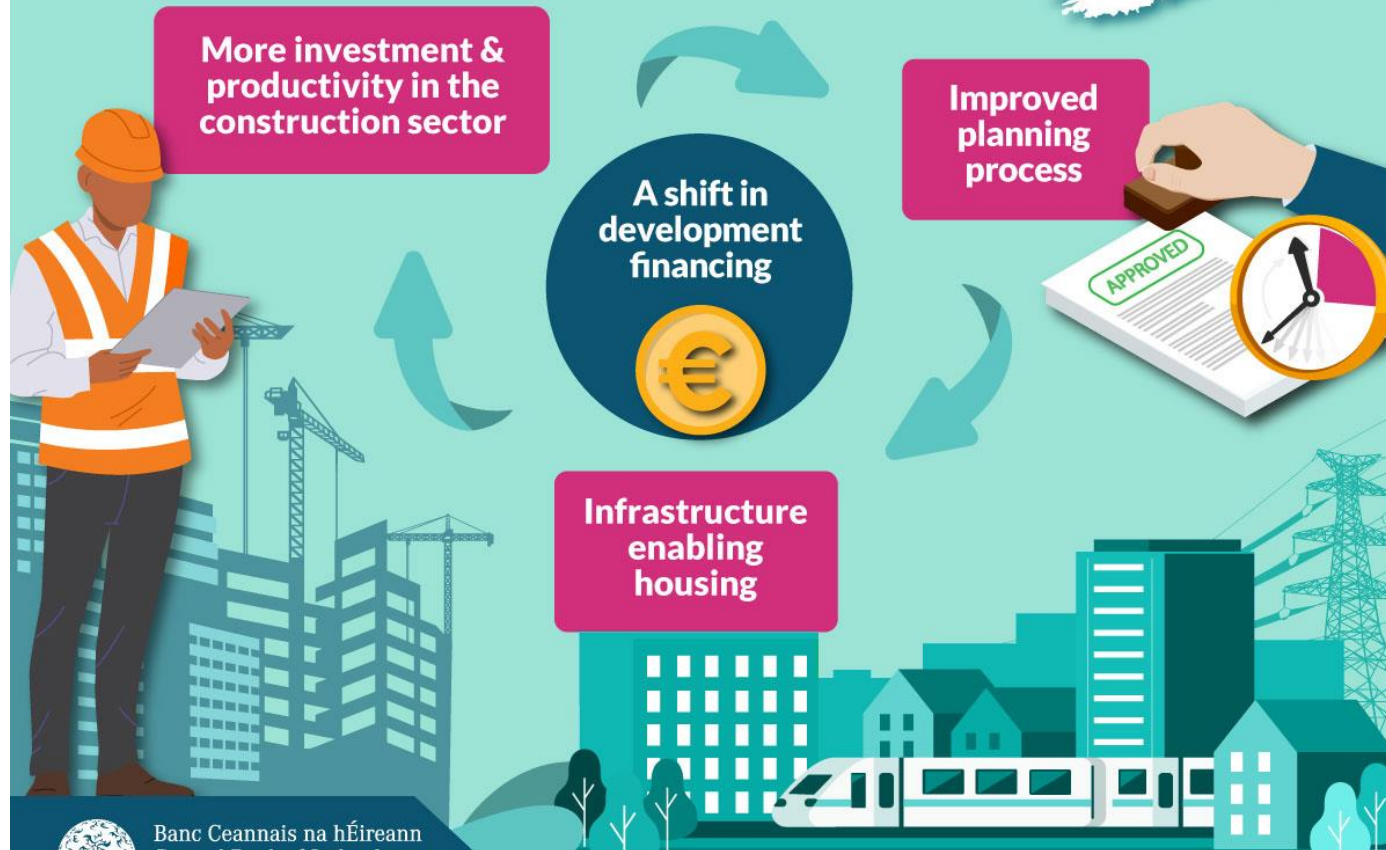 More investment &
productivity in the
construction sector
Improved
planning
process
A shift in
development
financing
€
APPROVED
Infrastructure
enabling
housing
Banc Ceannais na hÉireann